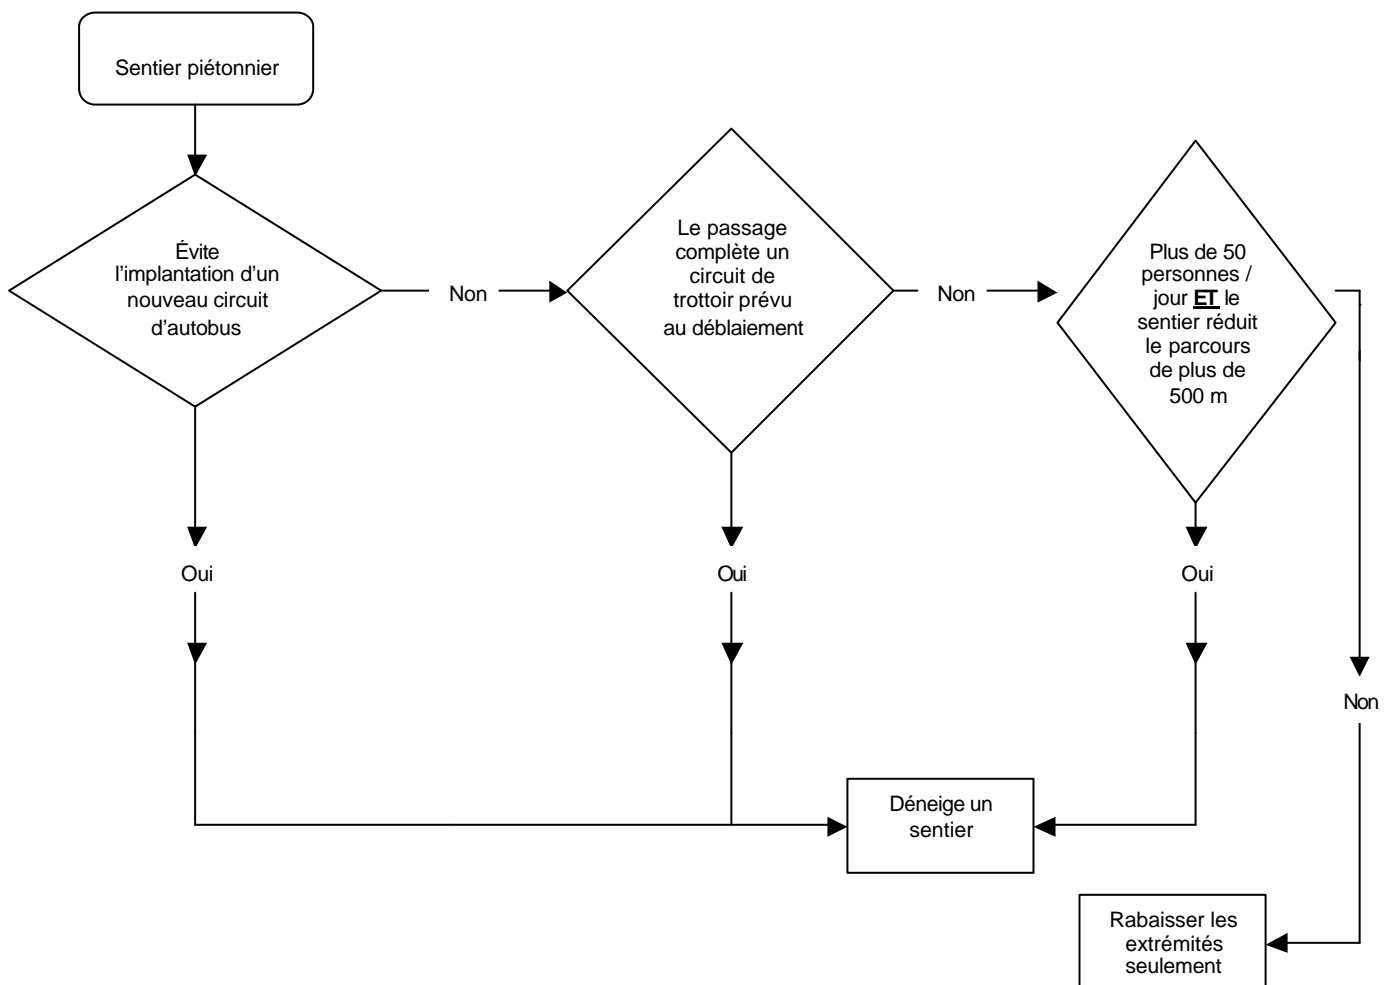 Sentier piétonnier
Évite
l'implantation d'un
nouveau circuit
d'autobus
Non
Le passage
complète un
circuit de
trottoir prévu
au déblaiement
Non
Plus de 50
personnes /
jour ET le
sentier réduit
le parcours
de plus de
500 m
Oui
Oui
Oui
Non
Déneige un
sentier
Rabaisser les
extrémités
seulement